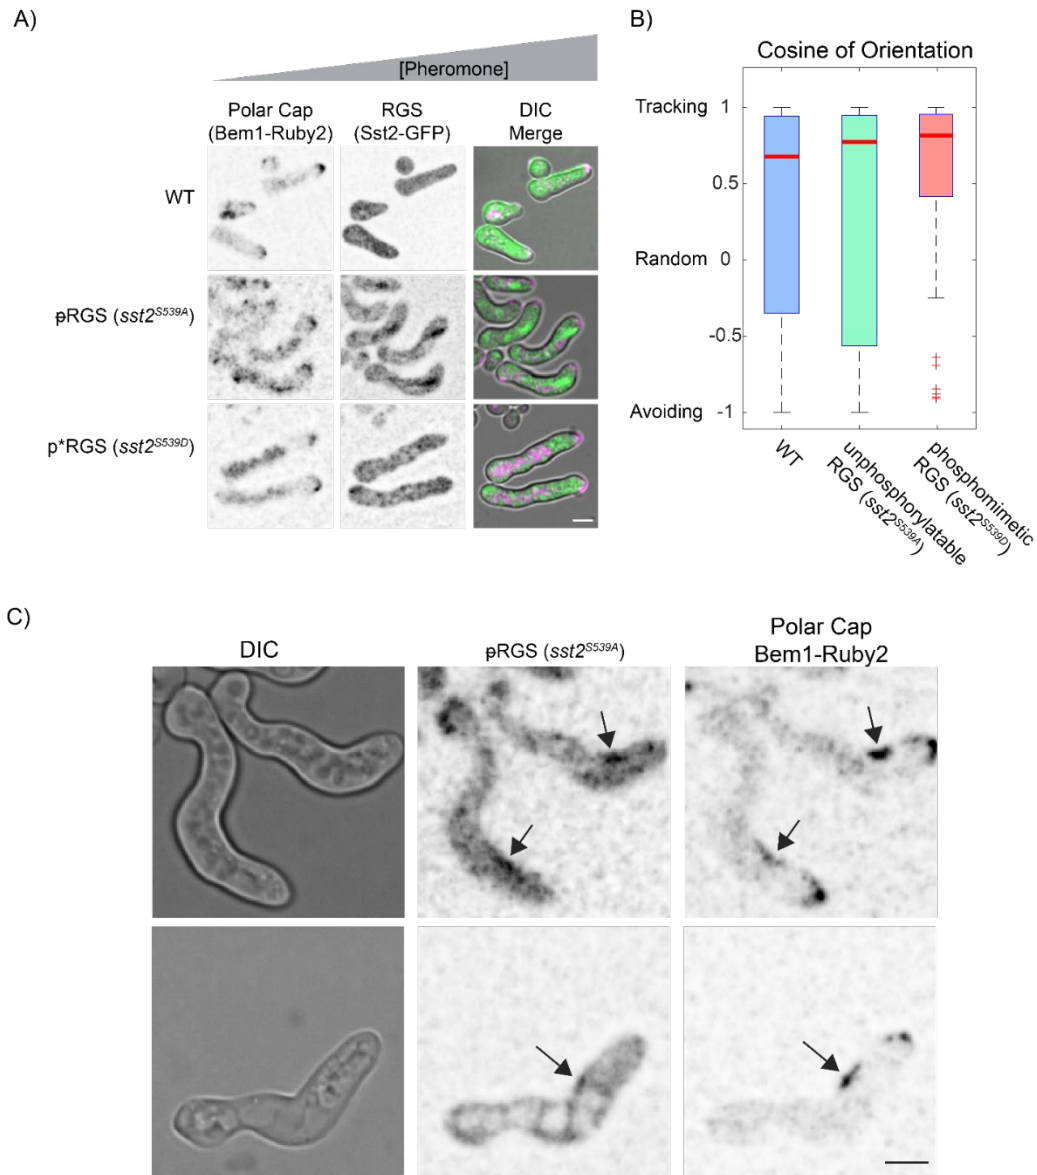 A)
[Pheromone]
Polar Cap
(Bem1-Ruby2)
RGS
(Sst2-GFP)
DIC
Merge
WT
p̶RGS (sst2S539A)
p*RGS (sst2S539D)
B)
Cosine of Orientation
Tracking 1
0.5
Random 0
-0.5
Avoiding -1
WT
unphosphorylatable
RGS (sst2S539A)
phosphomimetic
RGS (sst2S539D)
C)
DIC
p̶RGS (sst2S539A)
Polar Cap
Bem1-Ruby2